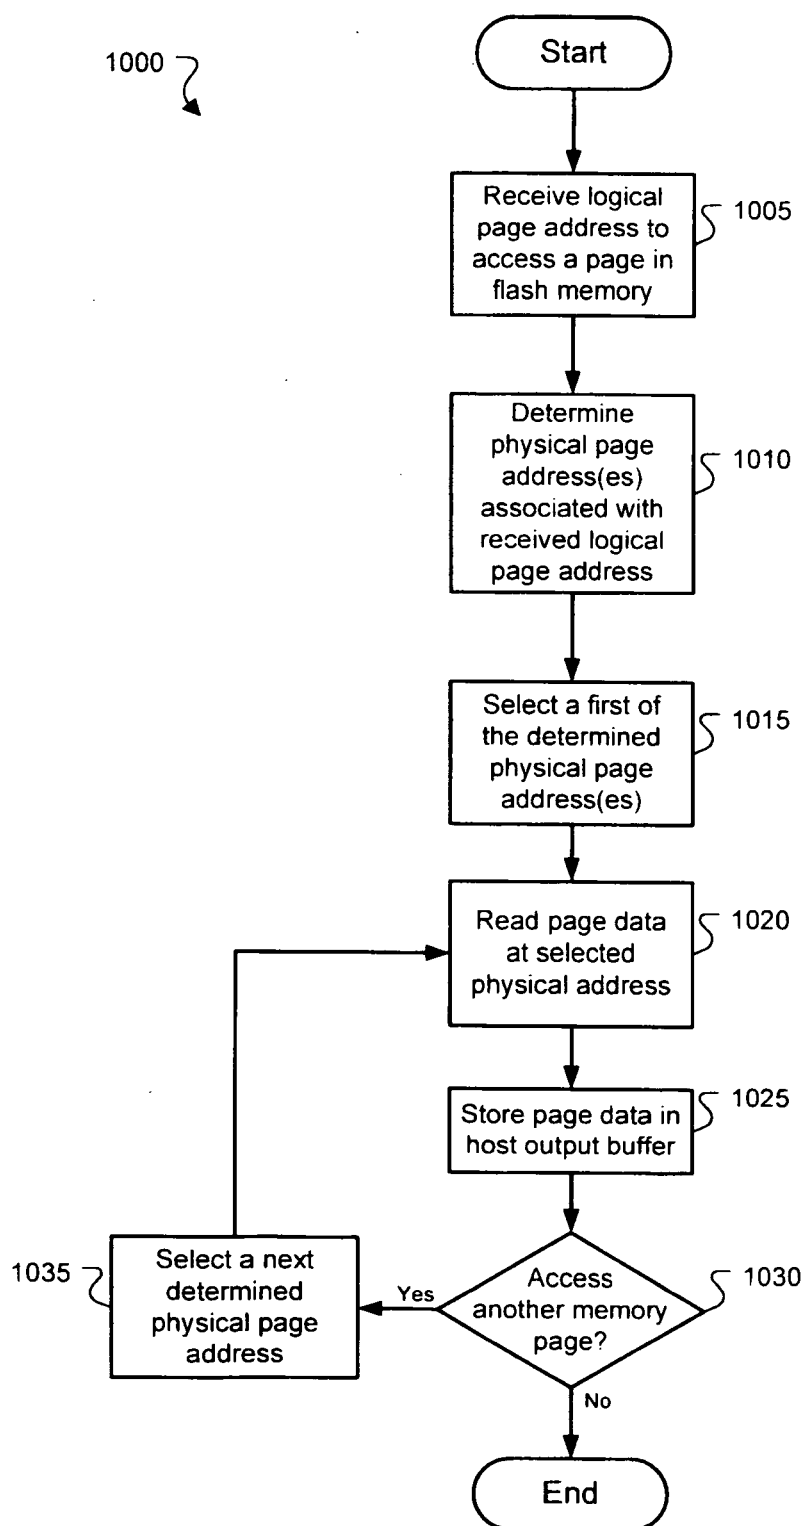 Start
1000
Receive logical
page address to
access a page in
flash memory
1005
Determine
physical page
address(es)
associated with
received logical
page address
1010
Select a first of
the determined
physical page
address(es)
1015
Read page data
at selected
physical address
1020
Store page data in
host output buffer
1025
Access
another memory
page?
1030
Yes
Select a next
determined
physical page
address
1035
No
End